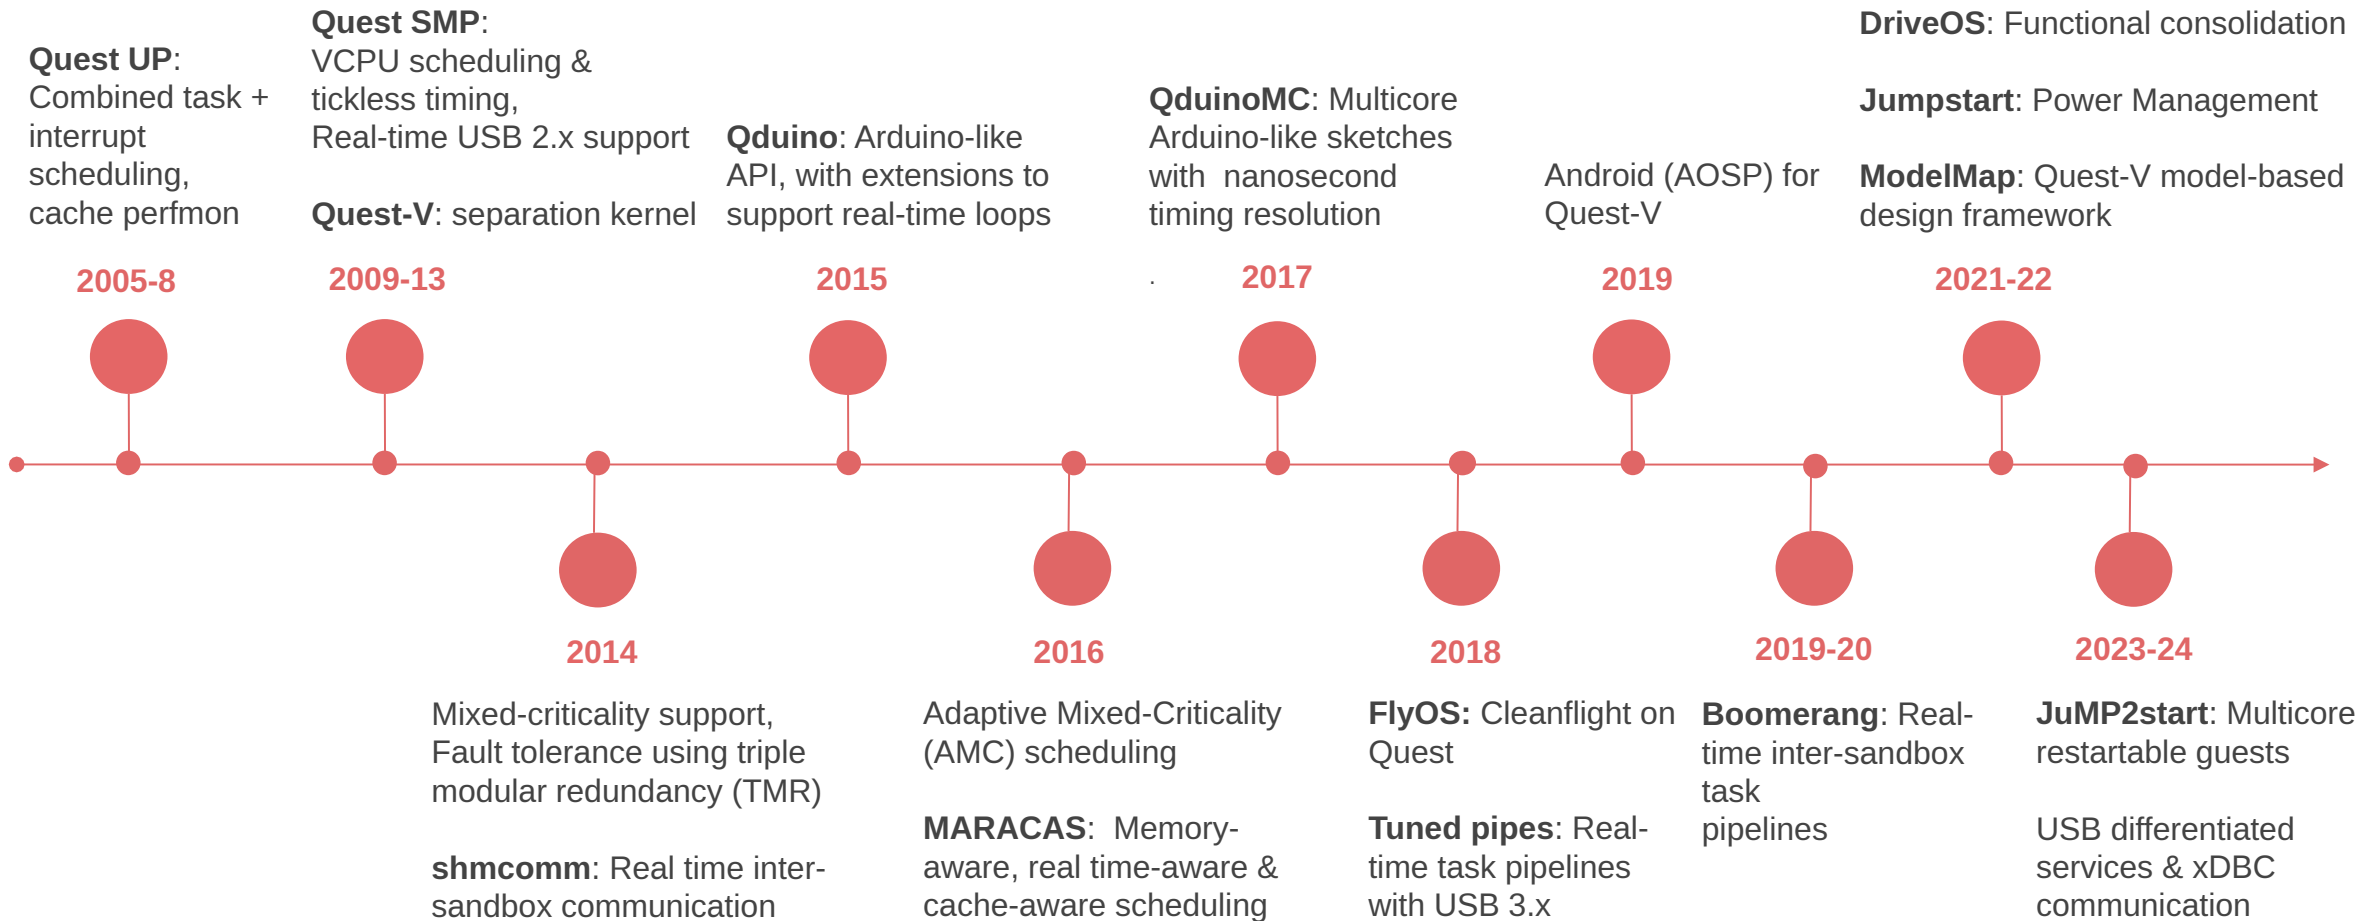 Quest UP:
Combined task +
interrupt
scheduling,
cache perfmon
2005-8
Quest SMP:
VCPU scheduling &
tickless timing,
Real-time USB 2.x support
Quest-V: separation kernel
2009-13
Mixed-criticality support,
Fault tolerance using triple
modular redundancy (TMR)
shmcomm: Real time inter-
sandbox communication
2014
Qduino: Arduino-like
API, with extensions to
support real-time loops
2015
Adaptive Mixed-Criticality
(AMC) scheduling
MARACAS:  Memory-
aware, real time-aware &
cache-aware scheduling
2016
QduinoMC: Multicore
Arduino-like sketches
with  nanosecond
timing resolution
.
2017
FlyOS: Cleanflight on
Quest
Tuned pipes: Real-
time task pipelines
with USB 3.x
2018
Android (AOSP) for
Quest-V
2019
Boomerang: Real-
time inter-sandbox
task
pipelines
2019-20
DriveOS: Functional consolidation
Jumpstart: Power Management
ModelMap: Quest-V model-based
design framework
2021-22
2023-24
JuMP2start: Multicore
restartable guests
USB differentiated
services & xDBC
communication